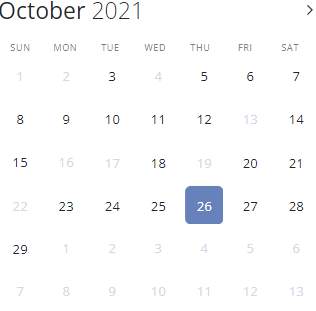 October 2021
SUN MON TUE WED THU FRI SAT
1 2 3 4 5 6 7
8 9 10 11 12 13 14
15 16 17 18 19 20 21
22 23 24 25 26 27 28
29 1 2 3 4 5 6
7 8 9 10 11 12 13